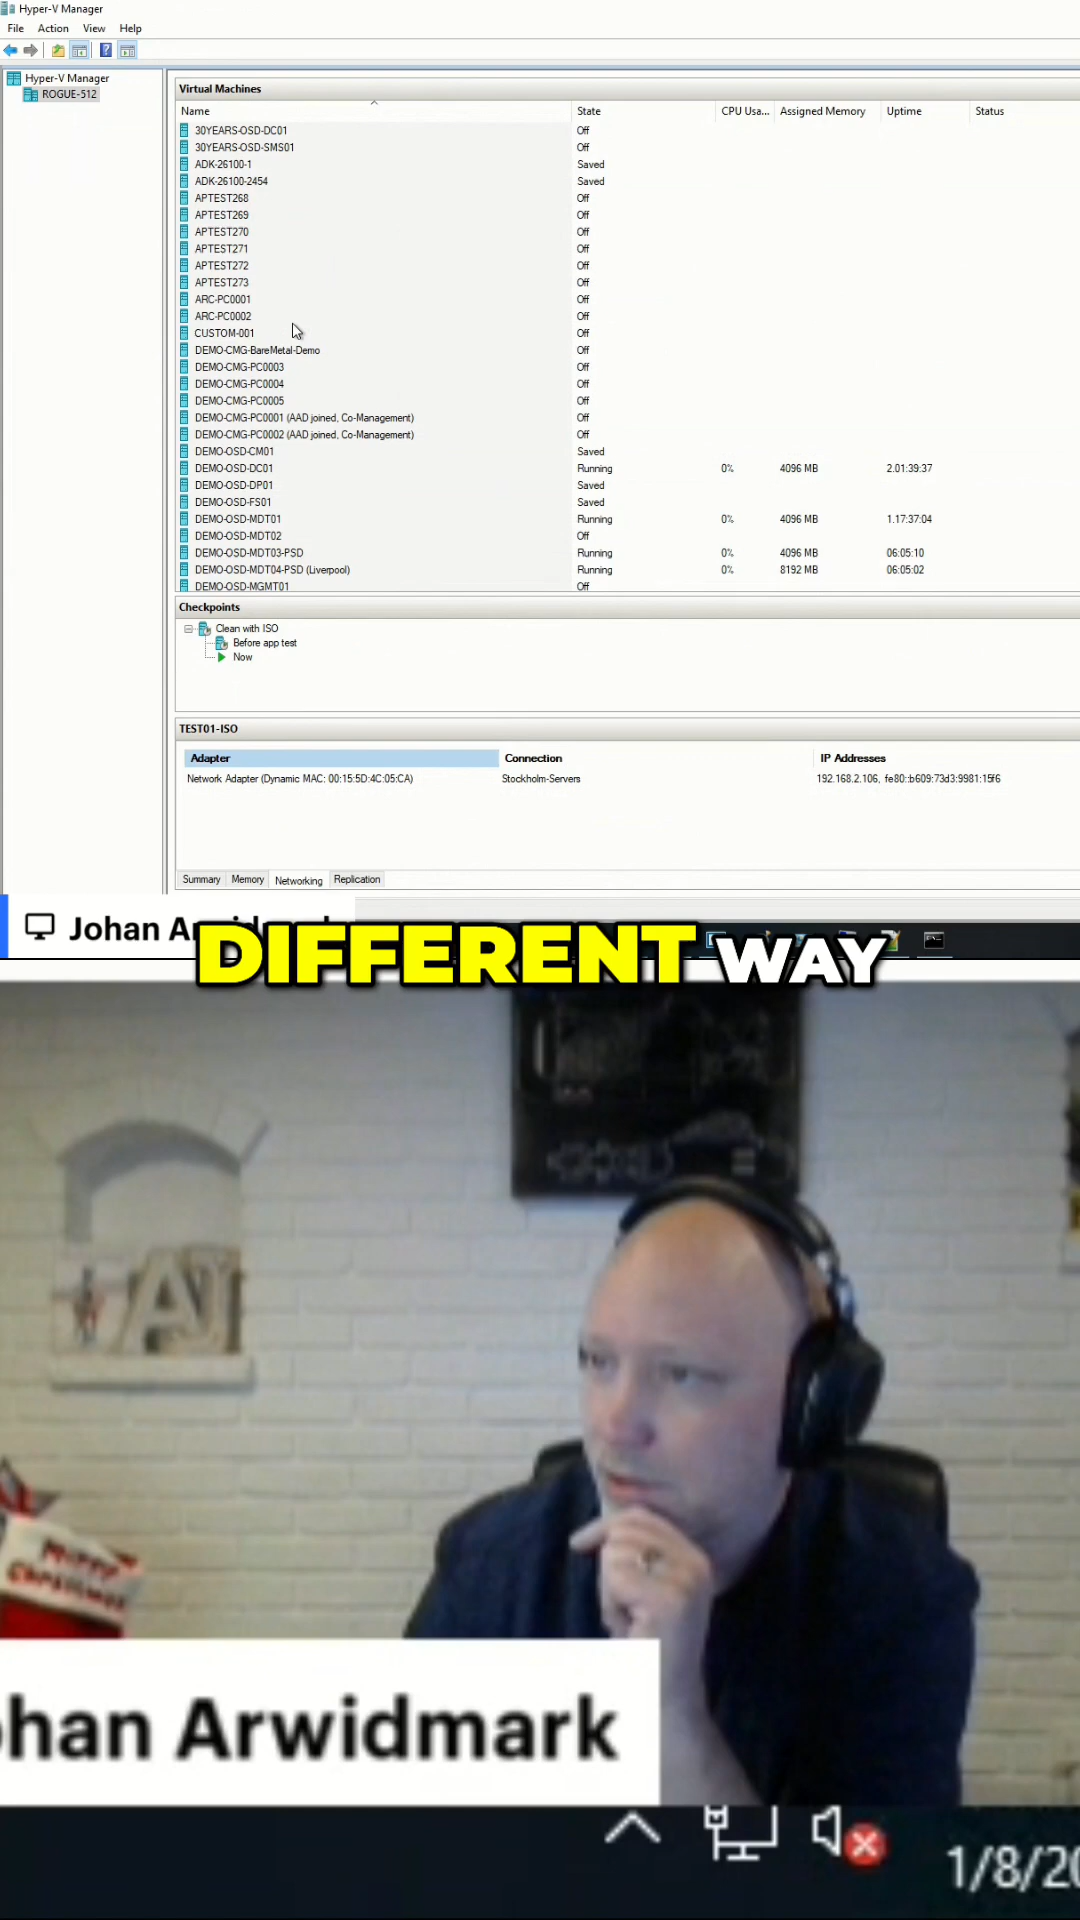 Hyper-V Manager
File Action View Help
Hyper-V Manager
ROGUE-512
Virtual Machines
Name State CPU Usa... Assigned Memory Uptime Status
30YEARS-OSD-DC01 Off
30YEARS-OSD-SMS01 Off
ADK-26100-1 Saved
ADK-26100-2454 Saved
APTEST268 Off
APTEST269 Off
APTEST270 Off
APTEST271 Off
APTEST272 Off
APTEST273 Off
ARC-PC0001 Off
ARC-PC0002 Off
CUSTOM-001 Off
DEMO-CMG-BareMetal-Demo Off
DEMO-CMG-PC0003 Off
DEMO-CMG-PC0004 Off
DEMO-CMG-PC0005 Off
DEMO-CMG-PC0001 (AAD joined, Co-Management) Off
DEMO-CMG-PC0002 (AAD joined, Co-Management) Off
DEMO-OSD-CM01 Saved
DEMO-OSD-DC01 Running 0% 4096 MB 2.01:39:37
DEMO-OSD-DP01 Saved
DEMO-OSD-FS01 Saved
DEMO-OSD-MDT01 Running 0% 4096 MB 1.17:37:04
DEMO-OSD-MDT02 Off
DEMO-OSD-MDT03-PSD Running 0% 4096 MB 06:05:10
DEMO-OSD-MDT04-PSD (Liverpool) Running 0% 8192 MB 06:05:02
DEMO-OSD-MGMT01 Off
Checkpoints
Clean with ISO
Before app test
Now
TEST01-ISO
Adapter Connection IP Addresses
Network Adapter (Dynamic MAC: 00:15:5D:4C:05:CA) Stockholm-Servers 192.168.2.106, fe80::b609:73d3:9981:15f6
Summary Memory Networking Replication
Johan
DIFFERENT WAY
AJ
Merry
Christmas
ohan Arwidmark
1/8/20